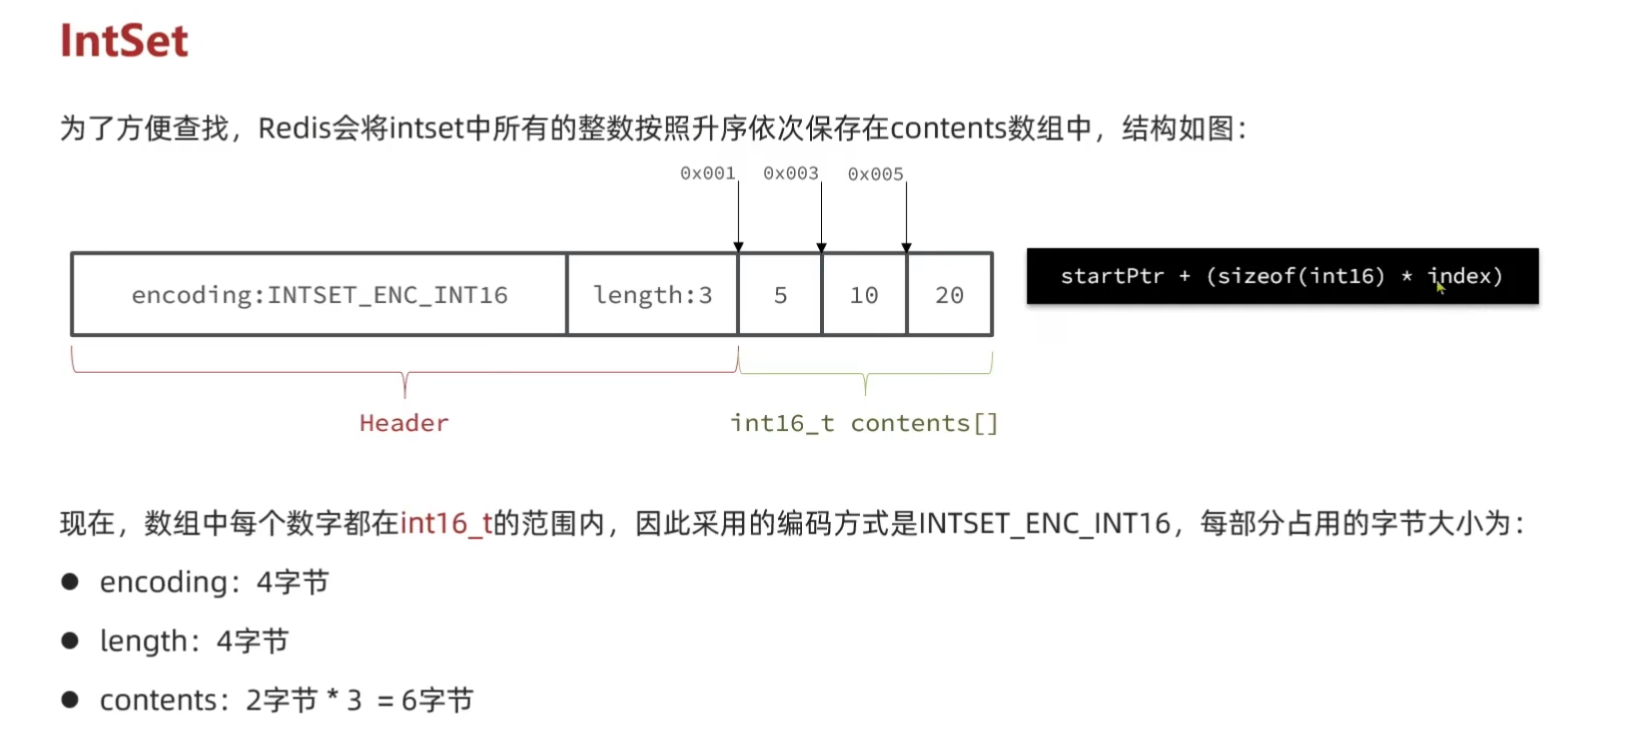 IntSet
为了方便查找，Redis会将intset中所有的整数按照升序依次保存在contents数组中，结构如图：
0x001 0x003 0x005
encoding:INTSET_ENC_INT16 length:3 5 10 20
startPtr + (sizeof(int16) * index)
Header
int16_t contents[]
现在，数组中每个数字都在int16_t的范围内，因此采用的编码方式是INTSET_ENC_INT16，每部分占用的字节大小为：
● encoding：4字节
● length：4字节
● contents：2字节 * 3 = 6字节